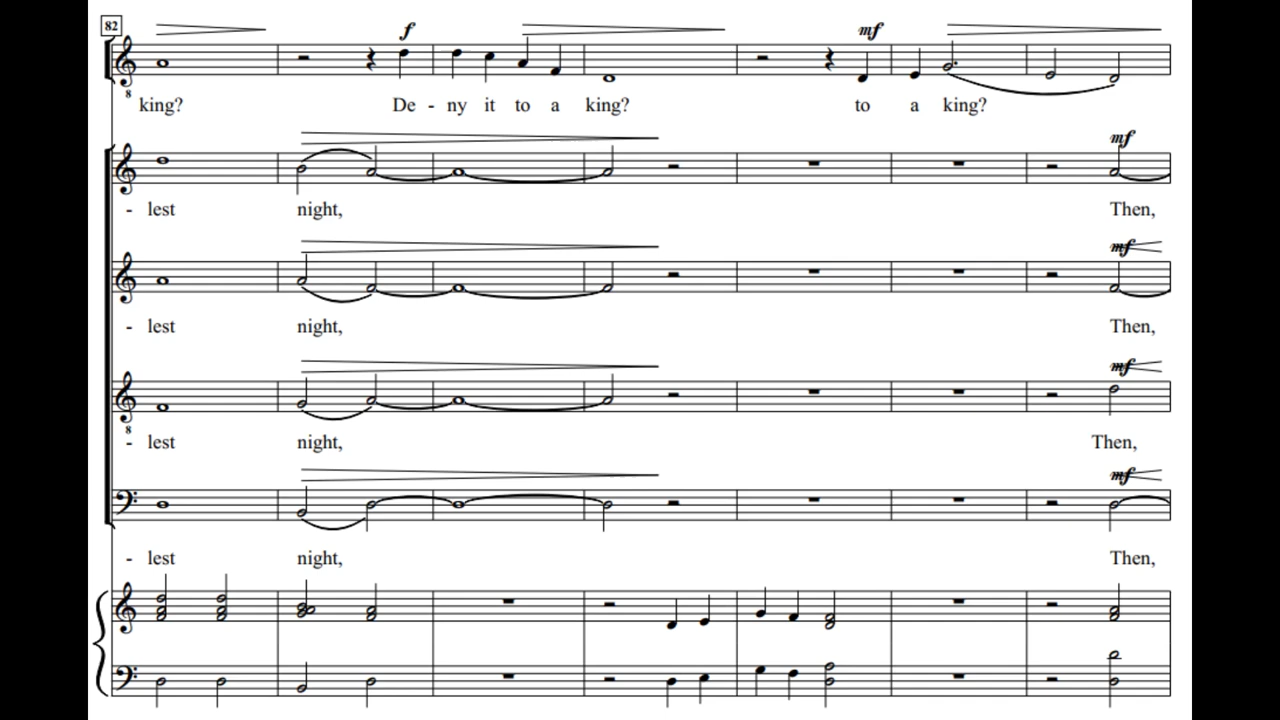 82
f
mf
8
king? De - ny it to a king? to a king?
mf
- lest night, Then,
mf
- lest night, Then,
mf
8
- lest night, Then,
mf
- lest night, Then,